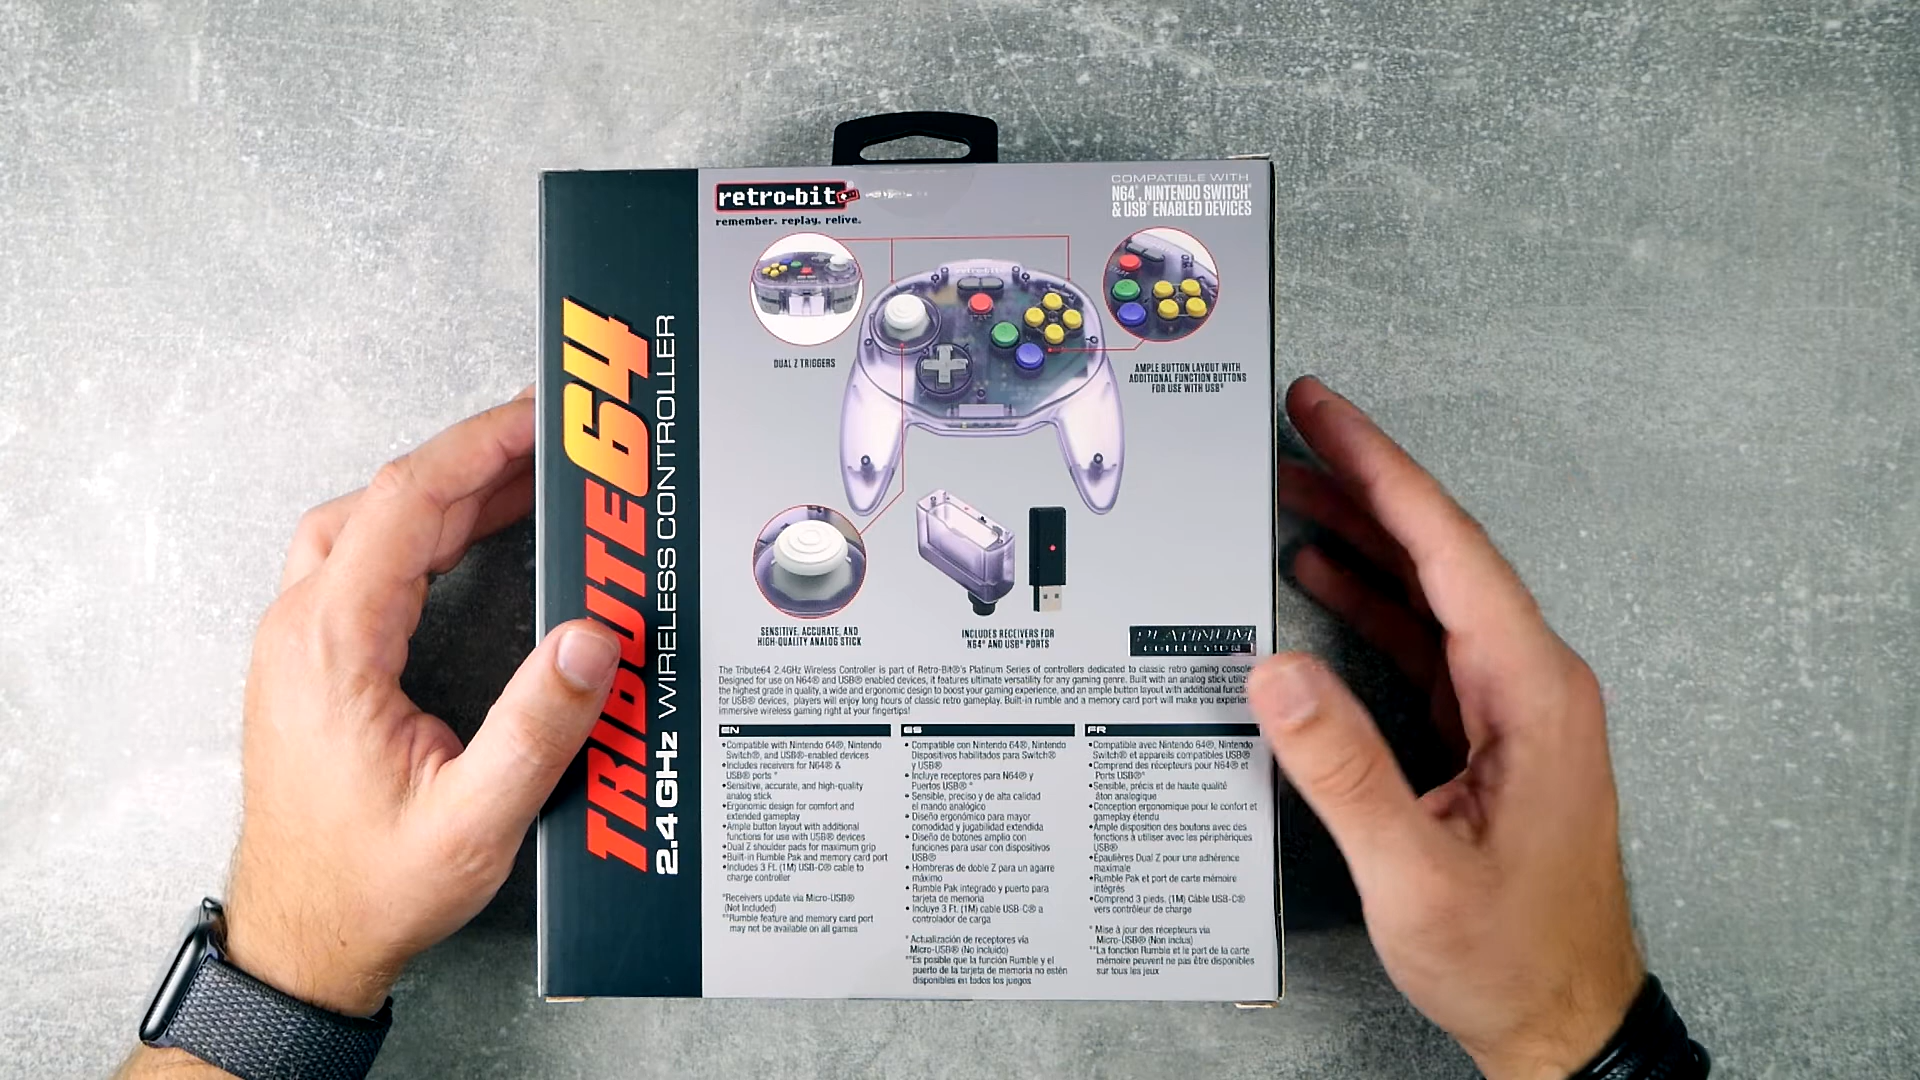 TRIBUTE64
2.4 GHz WIRELESS CONTROLLER
retro-bit
remember. replay. relive.
COMPATIBLE WITH
N64®, NINTENDO SWITCH®
& USB® ENABLED DEVICES
START
DUAL Z TRIGGERS
AMPLE BUTTON LAYOUT WITH
ADDITIONAL FUNCTION BUTTONS
FOR USE WITH USB®
SENSITIVE, ACCURATE, AND
HIGH-QUALITY ANALOG STICK
INCLUDES RECEIVERS FOR
N64® AND USB® PORTS
PLATINUM
COLLECTION
The Tribute64 2.4GHz Wireless Controller is part of Retro-Bit®'s Platinum Series of controllers dedicated to classic retro gaming
Designed for use on N64® and USB® enabled devices, it features ultimate versatility for any gaming genre. Built with an analog stick
the highest grade in quality, a wide and ergonomic design to boost your gaming experience, and an ample button layout with additional
for USB® devices, players will enjoy long hours of classic retro gameplay. Built-in rumble and a memory card port will make you
immersive wireless gaming right at your fingertips!
EN
•Compatible with Nintendo 64®, Nintendo
Switch®, and USB®-enabled devices
•Includes receivers for N64® &
USB® ports *
•Sensitive, accurate, and high-quality
analog stick
•Ergonomic design for comfort and
extended gameplay
•Ample button layout with additional
functions for use with USB® devices
•Dual Z shoulder pads for maximum grip
•Built-in Rumble Pak and memory card port
•Includes 3 Ft. (1M) USB-C® cable to
charge controller
*Receivers update via Micro-USB®
(Not Included)
**Rumble feature and memory card port
may not be available on all games
ES
• Compatible con Nintendo 64®, Nintendo
Dispositivos habilitados para Switch®
y USB®
• Incluye receptores para N64® y
Puertos USB® *
• Sensible, preciso y de alta calidad
el mando analógico
• Diseño ergonómico para mayor
comodidad y jugabilidad extendida
• Diseño de botones amplio con
funciones para usar con dispositivos
USB®
• Hombreras de doble Z para un agarre
máximo
• Rumble Pak integrado y puerto para
tarjeta de memoria
• Incluye 3 Ft. (1M) cable USB-C® a
controlador de carga
* Actualización de receptores via
Micro-USB® (No incluido)
**Es posible que la función Rumble y el
puerto de la tarjeta de memoria no estén
disponibles en todos los juegos
FR
•Compatible avec Nintendo 64®, Nintendo
Switch® et appareils compatibles USB®
•Comprend des récepteurs pour N64® et
Ports USB®*
•Sensible, précis et de haute qualité
âton analogique
•Conception ergonomique pour le confort et
gameplay étendu
•Ample disposition des boutons avec des
fonctions à utiliser avec les périphériques
USB®
•Épaulières Dual Z pour une adhérence
maximale
•Rumble Pak et port de carte mémoire
intégrés
•Comprend 3 pieds. (1M) Câble USB-C®
vers contrôleur de charge
* Mise à jour des récepteurs via
Micro-USB® (Non inclus)
**La fonction Rumble et le port de la carte
mémoire peuvent ne pas être disponibles
sur tous les jeux